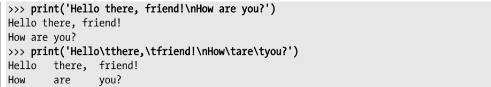 >>> print('Hello there, friend!\nHow are you?')
Hello there, friend!
How are you?
>>> print('Hello\tthere,\tfriend!\nHow\tare\tyou?')
Hello   there,  friend!
How     are     you?